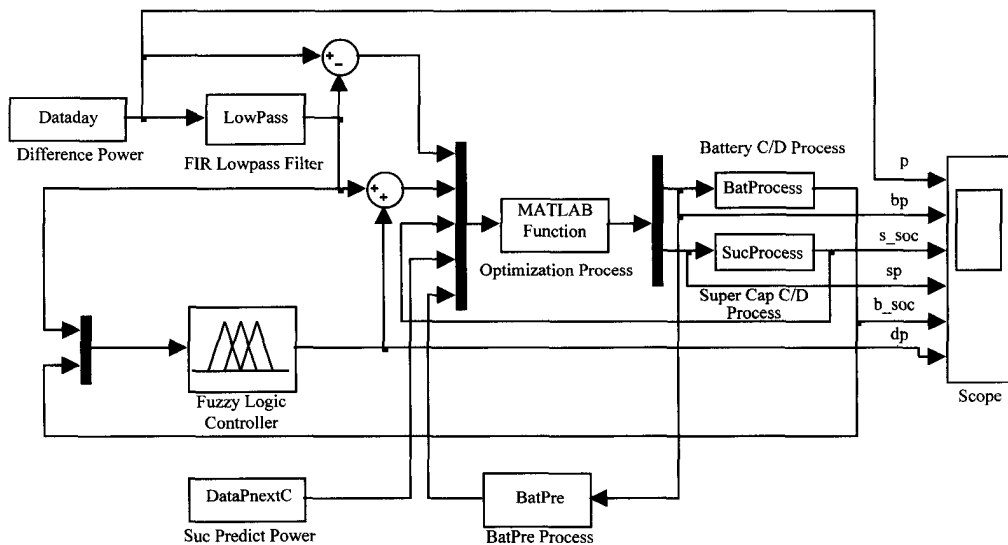 Dataday
Difference Power
LowPass
FIR Lowpass Filter
+
-
+
+
MATLAB
Function
Optimization Process
Battery C/D Process
BatProcess
SucProcess
Super Cap C/D
Process
p
bp
s_soc
sp
b_soc
dp
Scope
Fuzzy Logic
Controller
DataPnextC
Suc Predict Power
BatPre
BatPre Process